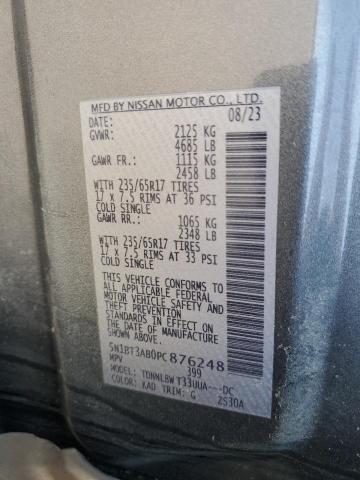 MFD BY NISSAN MOTOR CO., LTD.
DATE: 08/23
GVWR: 2125 KG
4685 LB
GAWR FR.: 1115 KG
2458 LB
WITH 235/65R17 TIRES
17 x 7.5 RIMS AT 36 PSI
COLD SINGLE
GAWR RR.: 1065 KG
2348 LB
WITH 235/65R17 TIRES
17 x 7.5 RIMS AT 33 PSI
COLD SINGLE
THIS VEHICLE CONFORMS TO
ALL APPLICABLE FEDERAL
MOTOR VEHICLE SAFETY AND
THEFT PREVENTION STANDARDS
IN EFFECT ON THE DATE OF
MANUFACTURE SHOWN ABOVE.
5N1BT3AB0PC876248
MPV 399
MODEL: TDNNLBW T33UUA---DC
COLOR: KAD TRIM: G 2S30A